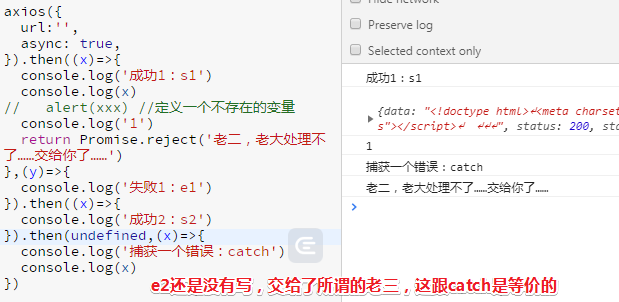 axios({
url:'',
async: true,
}).then((x)=>{
console.log('成功1：s1')
console.log(x)
//   alert(xxx) //定义一个不存在的变量
console.log('1')
return Promise.reject('老二，老大处理不
了……交给你了……')
},(y)=>{
console.log('失败1：e1')
}).then((x)=>{
console.log('成功2：s2')
}).then(undefined,(x)=>{
console.log('捕获一个错误：catch')
console.log(x)
})
Hide network
Preserve log
Selected context only
成功1：s1
{data: "<!doctype html>↵<meta charset
s"></script>↵  ↵↵↵", status: 200, sta
1
捕获一个错误：catch
老二，老大处理不了……交给你了……
>
e2还是没有写，交给了所谓的老三，这跟catch是等价的